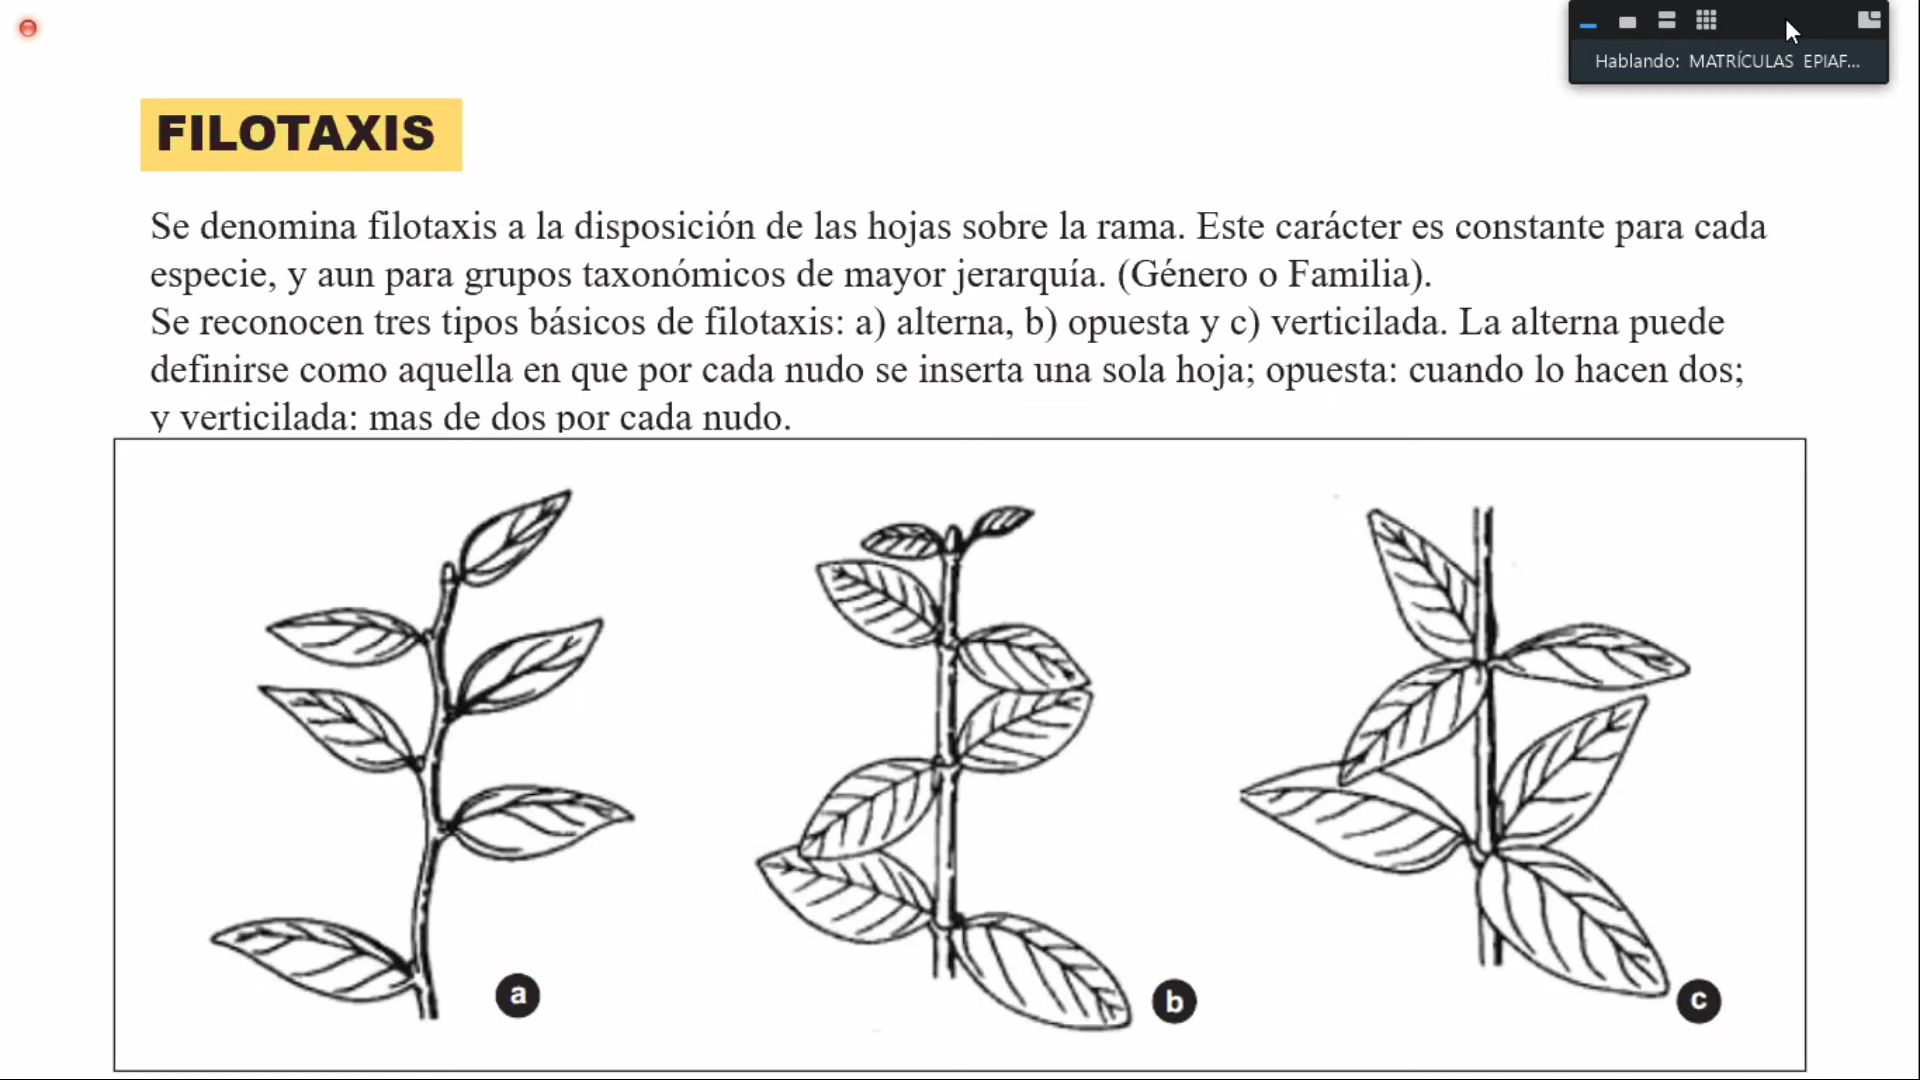 Hablando: MATRÍCULAS EPIAF...
FILOTAXIS
Se denomina filotaxis a la disposición de las hojas sobre la rama. Este carácter es constante para cada
especie, y aun para grupos taxonómicos de mayor jerarquía. (Género o Familia).
Se reconocen tres tipos básicos de filotaxis: a) alterna, b) opuesta y c) verticilada. La alterna puede
definirse como aquella en que por cada nudo se inserta una sola hoja; opuesta: cuando lo hacen dos;
y verticilada: mas de dos por cada nudo.
a
b
c